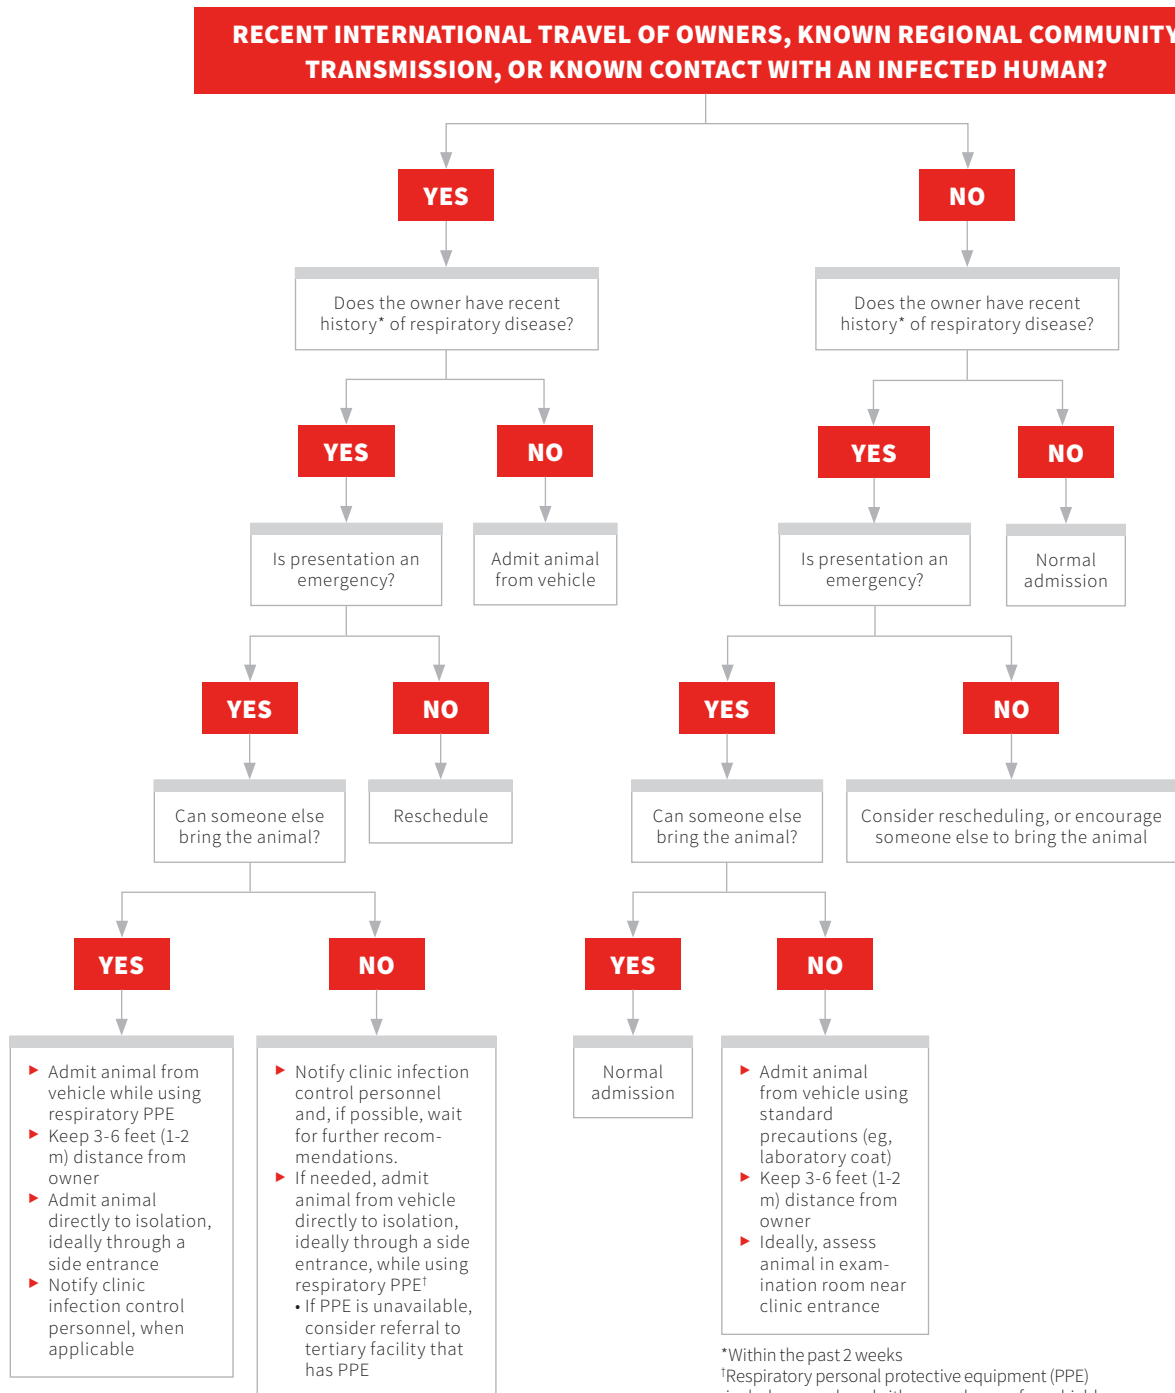 RECENT INTERNATIONAL TRAVEL OF OWNERS, KNOWN REGIONAL COMMUNITY
TRANSMISSION, OR KNOWN CONTACT WITH AN INFECTED HUMAN?
YES
NO
Does the owner have recent
history* of respiratory disease?
Does the owner have recent
history* of respiratory disease?
YES
NO
YES
NO
Is presentation an
emergency?
Admit animal
from vehicle
Is presentation an
emergency?
Normal
admission
YES
NO
YES
NO
Can someone else
bring the animal?
Reschedule
Can someone else
bring the animal?
Consider rescheduling, or encourage
someone else to bring the animal
YES
NO
YES
NO
► Admit animal from
vehicle while using
respiratory PPE
► Keep 3-6 feet (1-2
m) distance from
owner
► Admit animal
directly to isolation,
ideally through a
side entrance
► Notify clinic
infection control
personnel, when
applicable
► Notify clinic infection
control personnel
and, if possible, wait
for further recom-
mendations.
► If needed, admit
animal from vehicle
directly to isolation,
ideally through a side
entrance, while using
respiratory PPE†
• If PPE is unavailable,
consider referral to
tertiary facility that
has PPE
Normal
admission
► Admit animal
from vehicle using
standard
precautions (eg,
laboratory coat)
► Keep 3-6 feet (1-2
m) distance from
owner
► Ideally, assess
animal in exam-
ination room near
clinic entrance
*Within the past 2 weeks
†Respiratory personal protective equipment (PPE)